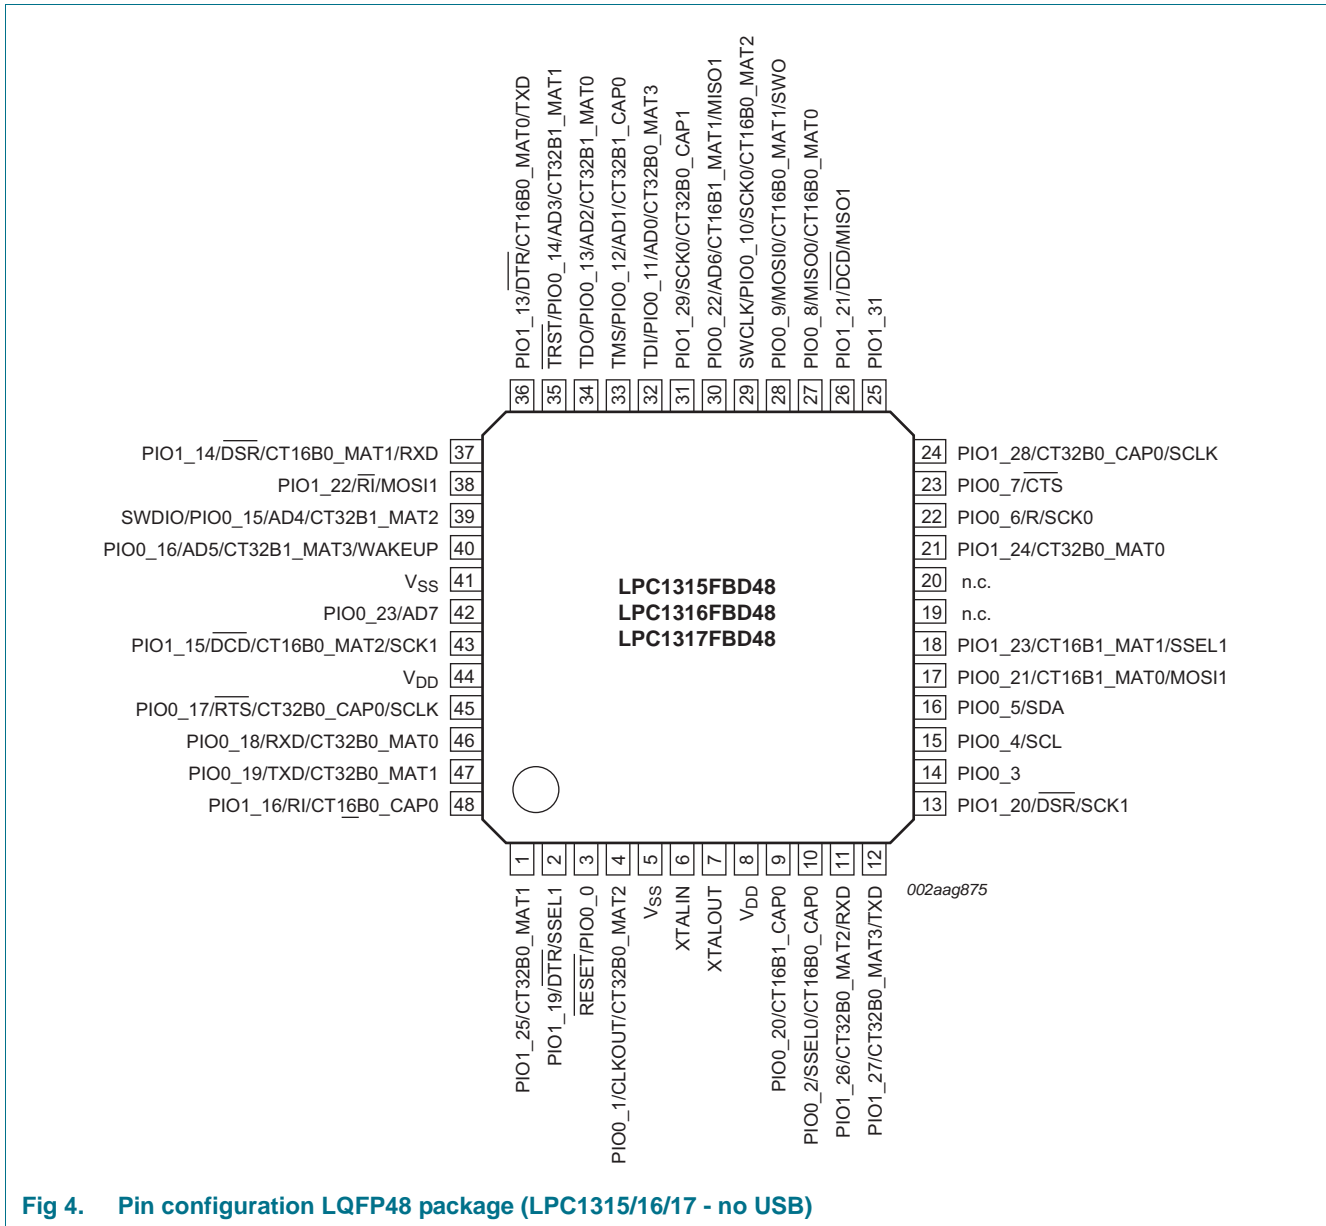 PIO1_13/DTR/CT16B0_MAT0/TXD
TRST/PIO0_14/AD3/CT32B1_MAT1
TDO/PIO0_13/AD2/CT32B1_MAT0
TMS/PIO0_12/AD1/CT32B1_CAP0
TDI/PIO0_11/AD0/CT32B0_MAT3
PIO1_29/SCK0/CT32B0_CAP1
PIO0_22/AD6/CT16B1_MAT1/MISO1
SWCLK/PIO0_10/SCK0/CT16B0_MAT2
PIO0_9/MOSI0/CT16B0_MAT1/SWO
PIO0_8/MISO0/CT16B0_MAT0
PIO1_21/DCD/MISO1
PIO1_31
36
35
34
33
32
31
30
29
28
27
26
25
PIO1_14/DSR/CT16B0_MAT1/RXD 37
PIO1_22/RI/MOSI1 38
SWDIO/PIO0_15/AD4/CT32B1_MAT2 39
PIO0_16/AD5/CT32B1_MAT3/WAKEUP 40
VSS 41
PIO0_23/AD7 42
PIO1_15/DCD/CT16B0_MAT2/SCK1 43
VDD 44
PIO0_17/RTS/CT32B0_CAP0/SCLK 45
PIO0_18/RXD/CT32B0_MAT0 46
PIO0_19/TXD/CT32B0_MAT1 47
PIO1_16/RI/CT16B0_CAP0 48
LPC1315FBD48
LPC1316FBD48
LPC1317FBD48
24 PIO1_28/CT32B0_CAP0/SCLK
23 PIO0_7/CTS
22 PIO0_6/R/SCK0
21 PIO1_24/CT32B0_MAT0
20 n.c.
19 n.c.
18 PIO1_23/CT16B1_MAT1/SSEL1
17 PIO0_21/CT16B1_MAT0/MOSI1
16 PIO0_5/SDA
15 PIO0_4/SCL
14 PIO0_3
13 PIO1_20/DSR/SCK1
1
2
3
4
5
6
7
8
9
10
11
12
PIO1_25/CT32B0_MAT1
PIO1_19/DTR/SSEL1
RESET/PIO0_0
PIO0_1/CLKOUT/CT32B0_MAT2
VSS
XTALIN
XTALOUT
VDD
PIO0_20/CT16B1_CAP0
PIO0_2/SSEL0/CT16B0_CAP0
PIO1_26/CT32B0_MAT2/RXD
PIO1_27/CT32B0_MAT3/TXD
002aag875
Fig 4. Pin configuration LQFP48 package (LPC1315/16/17 - no USB)